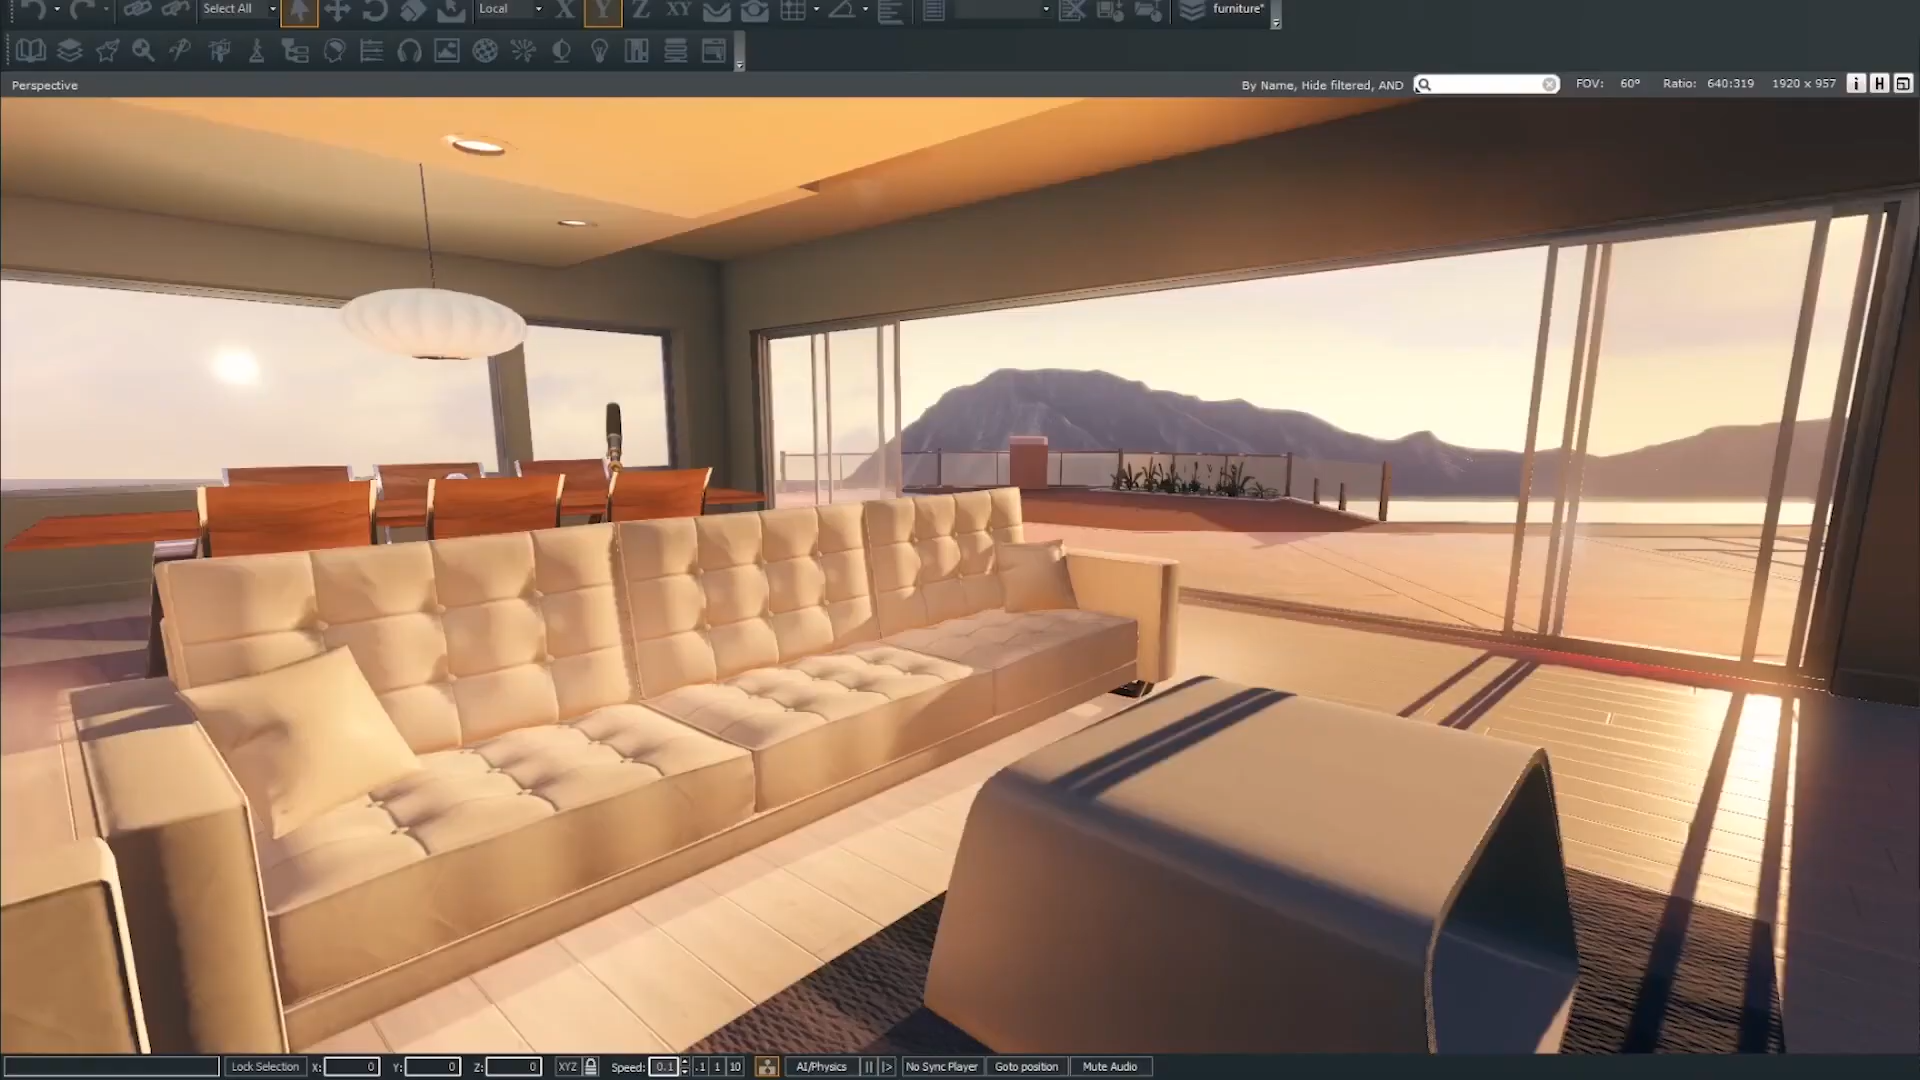 Select All Local X Y Z XY furniture*
Perspective By Name, Hide filtered, AND FOV: 60° Ratio: 640:319 1920 x 957 i H
Lock Selection X: 0 Y: 0 Z: 0 XYZ Speed: 0.1 .1 1 10 AI/Physics No Sync Player Goto position Mute Audio